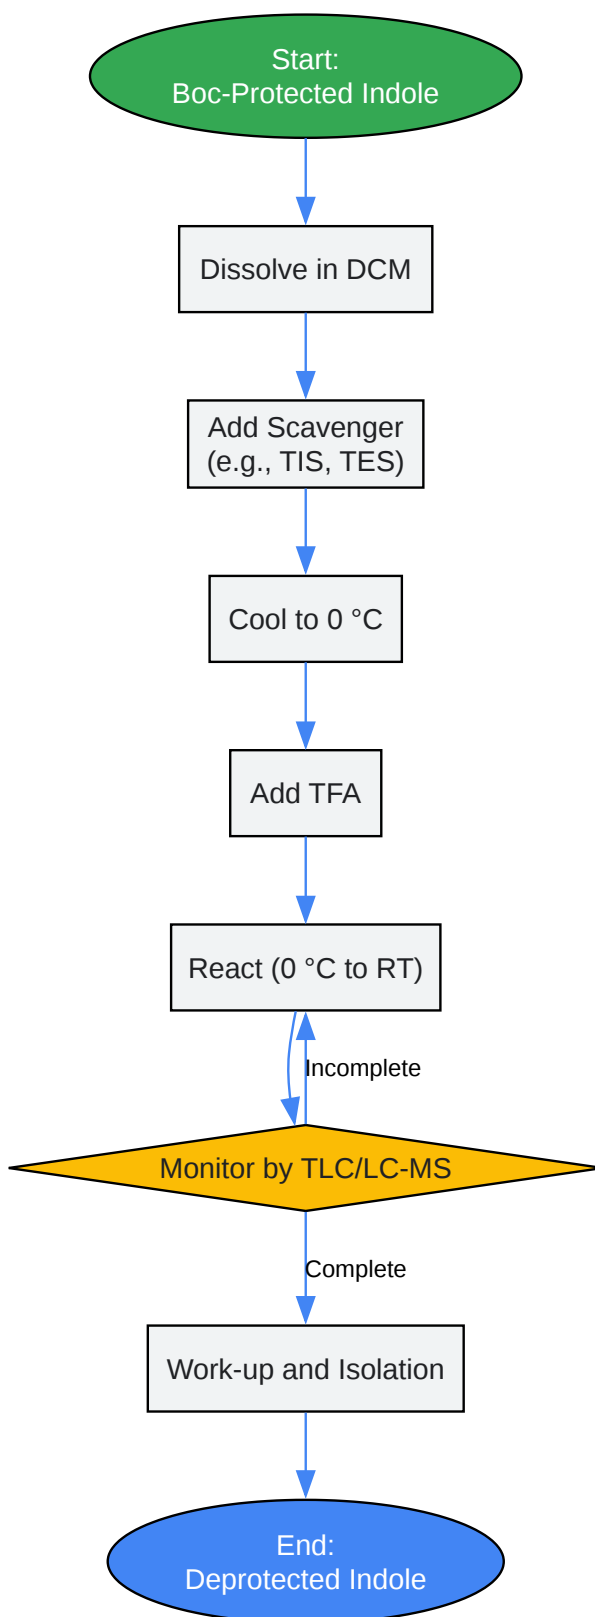 Start:
Boc-Protected Indole
Dissolve in DCM
Add Scavenger
(e.g., TIS, TES)
Cool to 0 °C
Add TFA
React (0 °C to RT)
Incomplete
Monitor by TLC/LC-MS
Complete
Work-up and Isolation
End:
Deprotected Indole